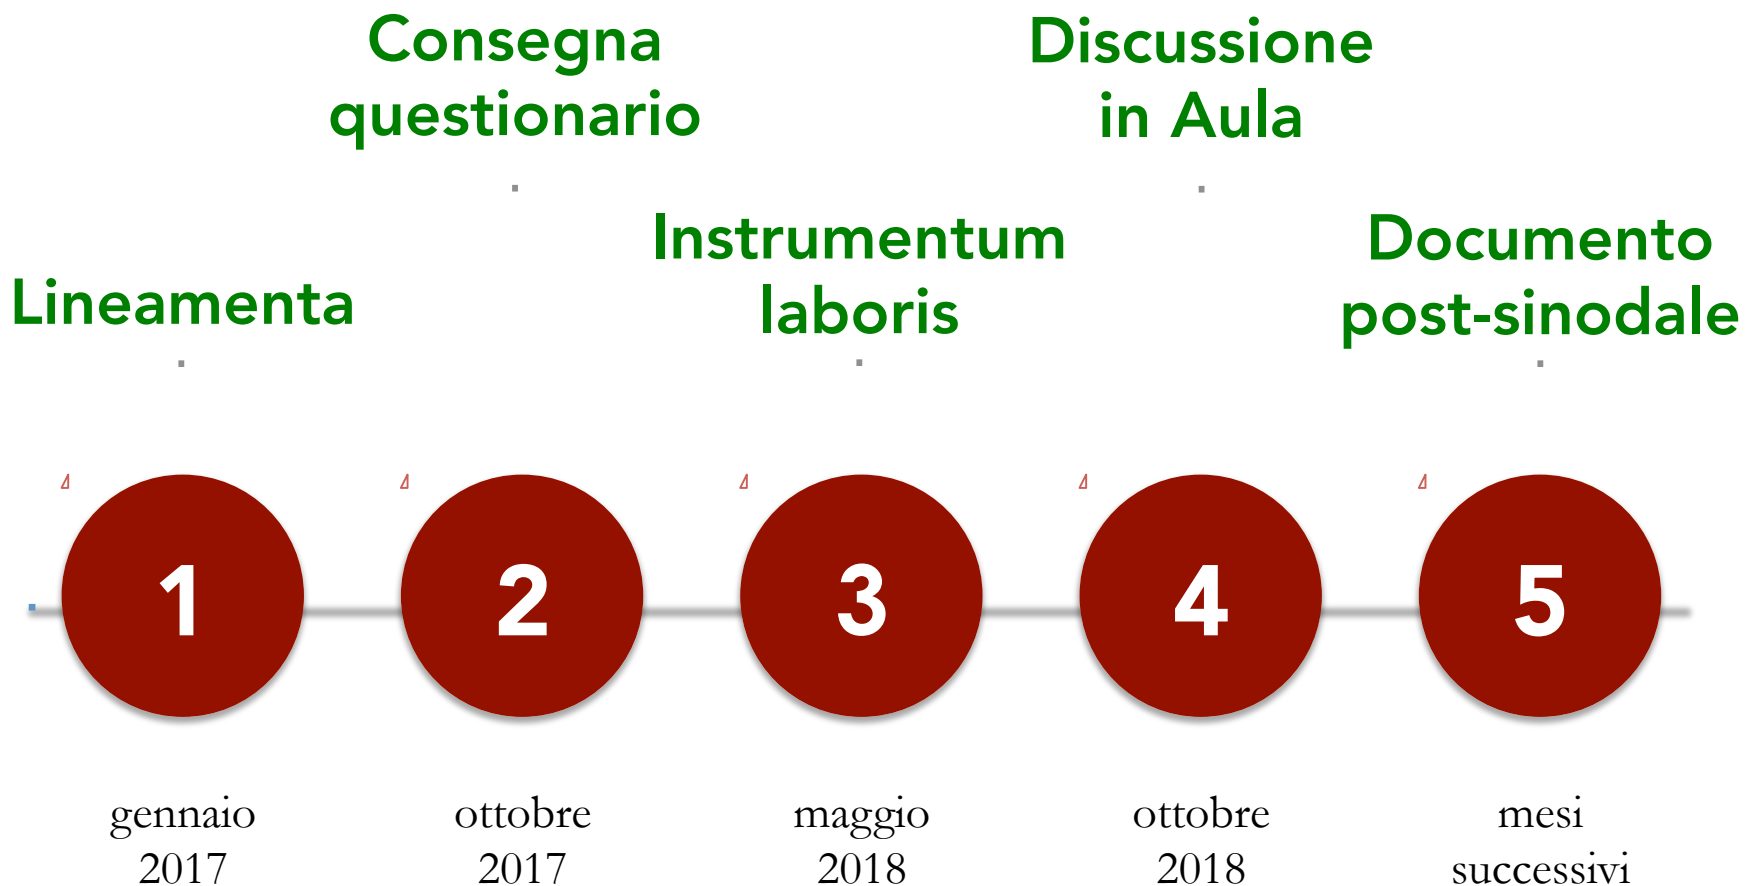 Consegna
questionario
Discussione
in Aula
Lineamenta
Instrumentum
laboris
Documento
post-sinodale
1
2
3
4
5
gennaio
2017
ottobre
2017
maggio
2018
ottobre
2018
mesi
successivi